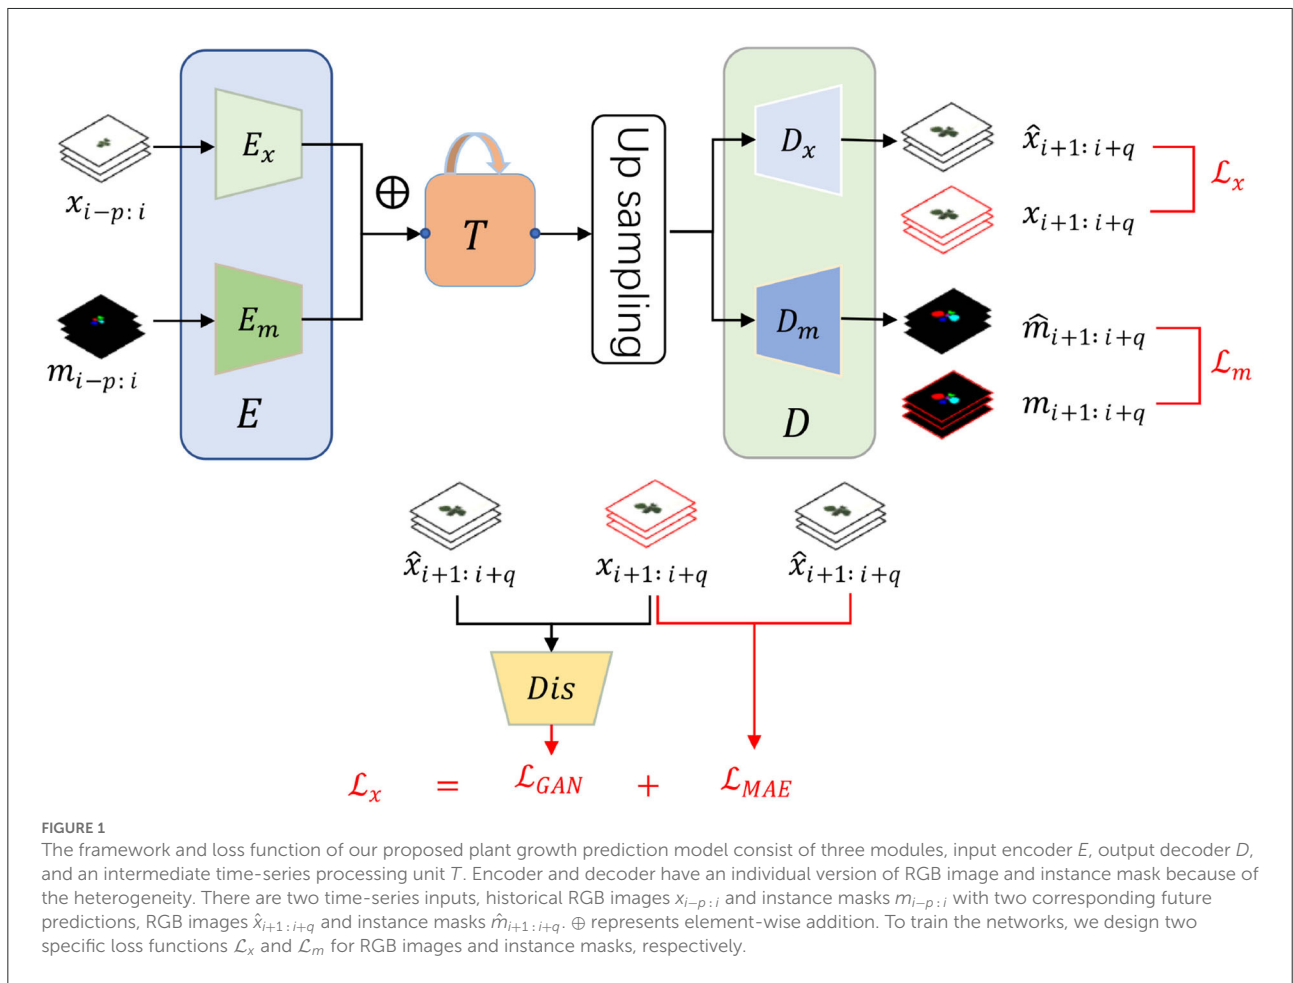 E_x
x_{i−p:i}
⊕
T
Up sampling
D_x
x̂_{i+1:i+q}
ℒ_x
x_{i+1:i+q}
E_m
m_{i−p:i}
E
D_m
m̂_{i+1:i+q}
ℒ_m
m_{i+1:i+q}
D
x̂_{i+1:i+q} x_{i+1:i+q} x̂_{i+1:i+q}
Dis
ℒ_x = ℒ_{GAN} + ℒ_{MAE}
FIGURE 1
The framework and loss function of our proposed plant growth prediction model consist of three modules, input encoder E, output decoder D,
and an intermediate time-series processing unit T. Encoder and decoder have an individual version of RGB image and instance mask because of
the heterogeneity. There are two time-series inputs, historical RGB images x_{i−p:i} and instance masks m_{i−p:i} with two corresponding future
predictions, RGB images x̂_{i+1:i+q} and instance masks m̂_{i+1:i+q}. ⊕ represents element-wise addition. To train the networks, we design two
specific loss functions ℒ_x and ℒ_m for RGB images and instance masks, respectively.